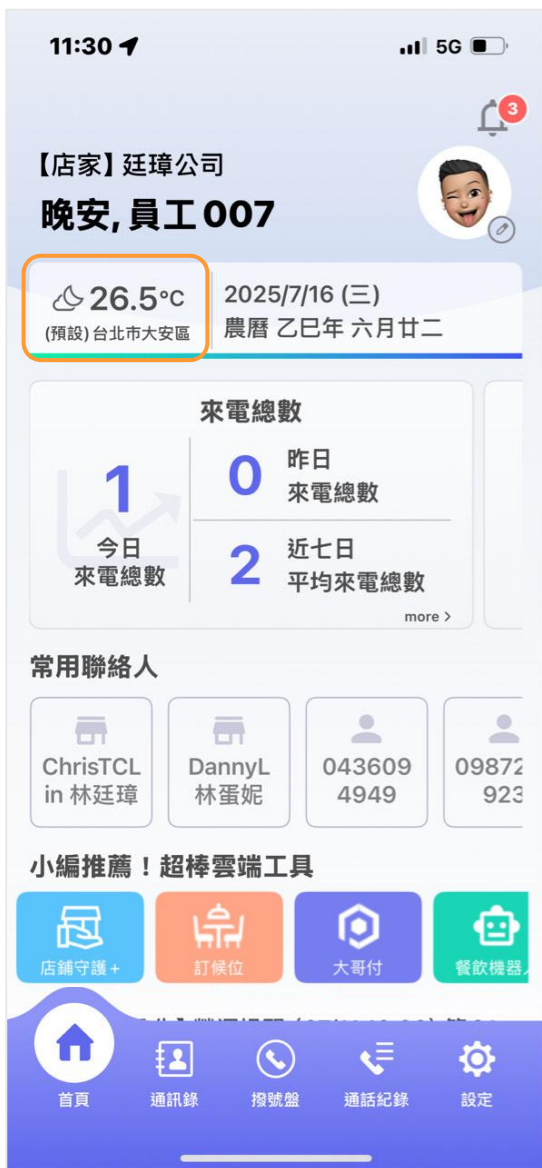 11:30
5G
3
【店家】廷璋公司
晚安, 員工007
26.5°C
(預設) 台北市大安區
2025/7/16 (三)
農曆 乙巳年 六月廿二
來電總數
1
今日
來電總數
0
昨日
來電總數
2
近七日
平均來電總數
more >
常用聯絡人
ChrisTCL
in 林廷璋
DannyL
林蛋妮
043609
4949
09872
923
小編推薦！超棒雲端工具
店鋪守護+
訂候位
大哥付
餐飲機器
首頁
通訊錄
撥號盤
通話紀錄
設定